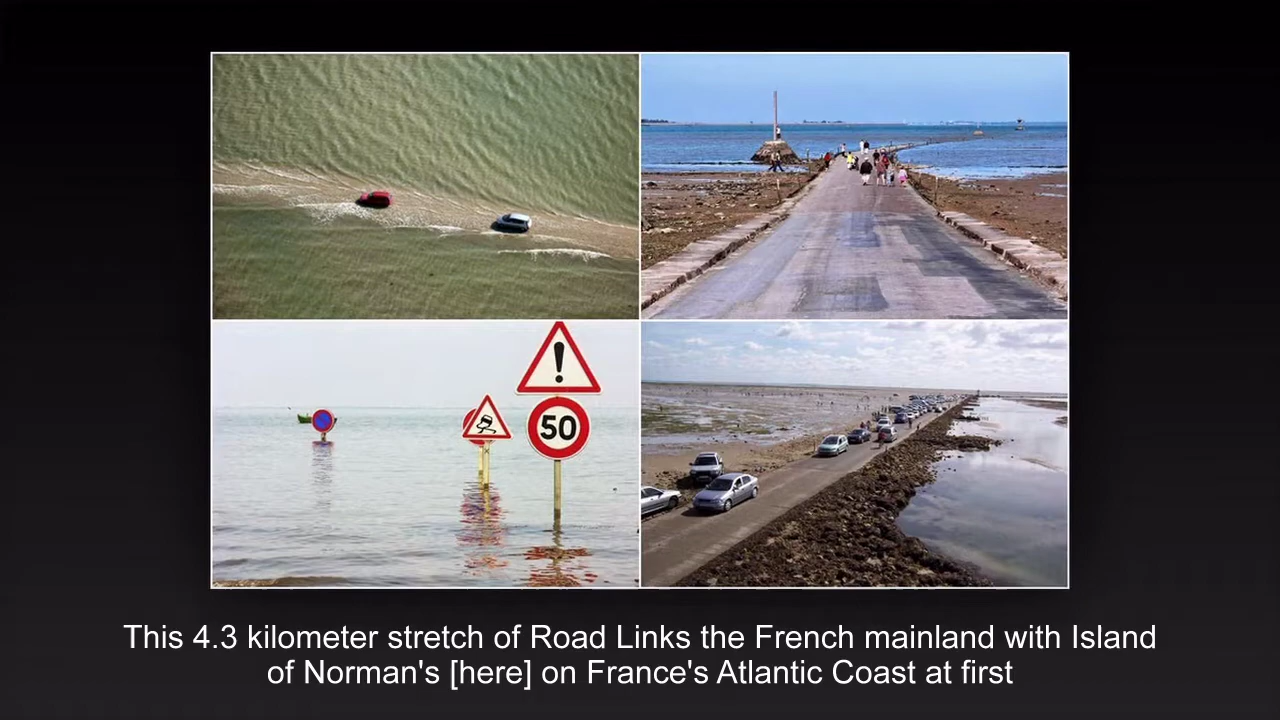 !
50
This 4.3 kilometer stretch of Road Links the French mainland with Island
of Norman's [here] on France's Atlantic Coast at first